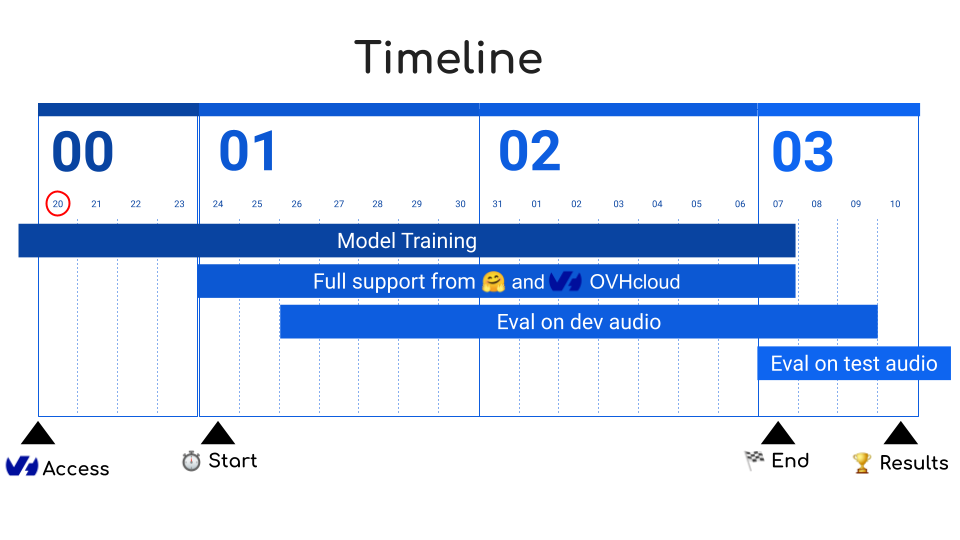 Timeline
00 01 02 03
20 21 22 23 24 25 26 27 28 29 30 31 01 02 03 04 05 06 07 08 09 10
Model Training
Full support from 🤗 and OVHcloud
Eval on dev audio
Eval on test audio
Access
Start
End
Results